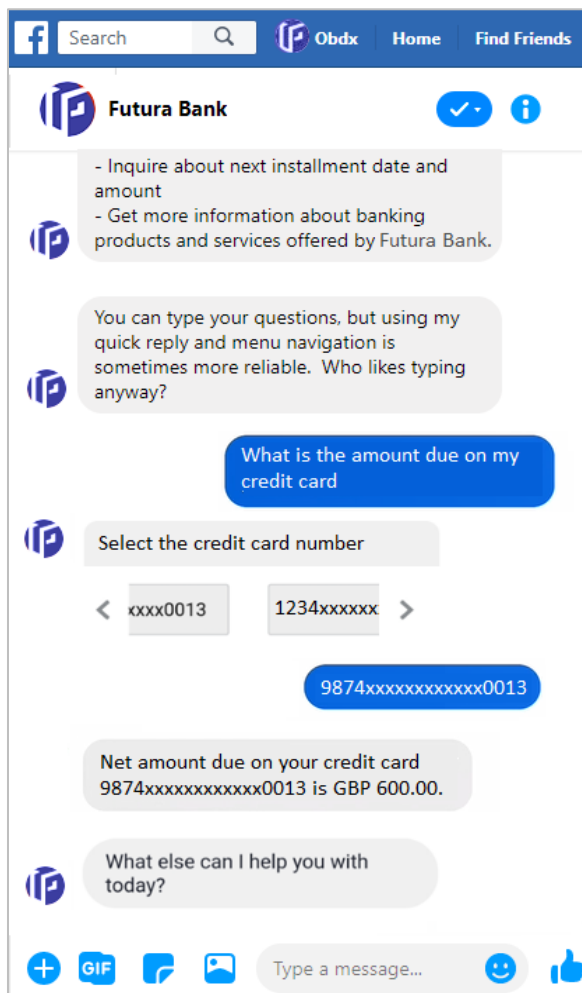 Search
Obdx
Home
Find Friends
Futura Bank
- Inquire about next installment date and
amount
- Get more information about banking
products and services offered by Futura Bank.
You can type your questions, but using my
quick reply and menu navigation is
sometimes more reliable. Who likes typing
anyway?
What is the amount due on my
credit card
Select the credit card number
xxxx0013
1234xxxxxx
9874xxxxxxxxxxxx0013
Net amount due on your credit card
9874xxxxxxxxxxxx0013 is GBP 600.00.
What else can I help you with
today?
GIF
Type a message...